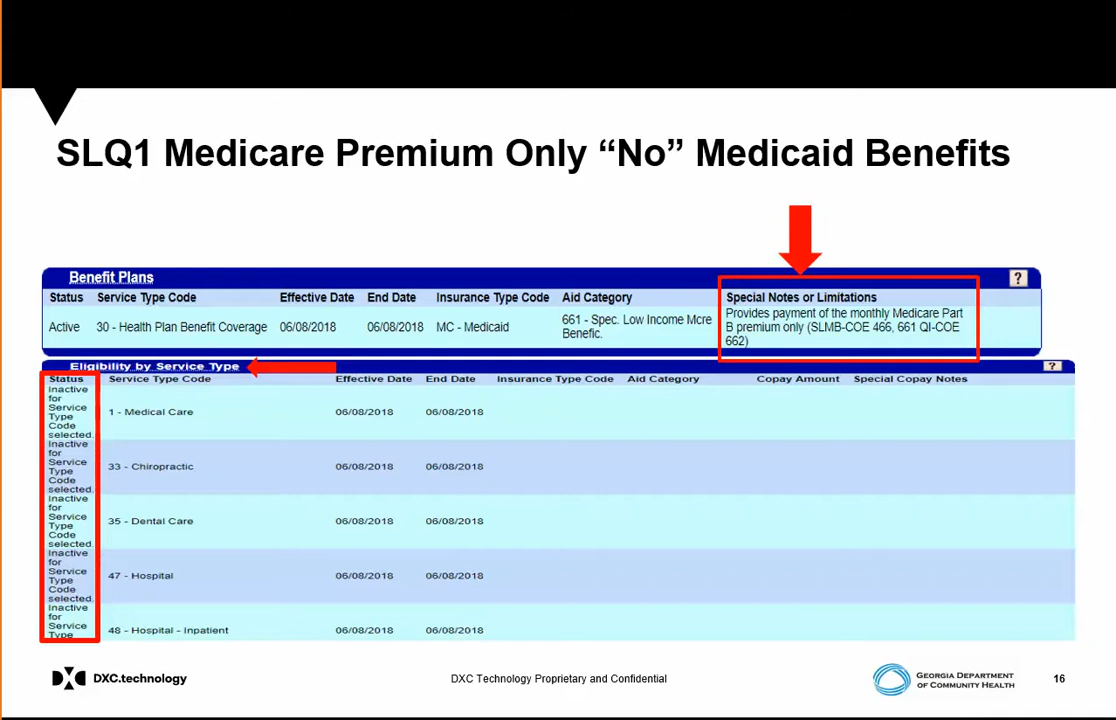 SLQ1 Medicare Premium Only “No” Medicaid Benefits
Benefit Plans
?
Status Service Type Code Effective Date End Date Insurance Type Code Aid Category Special Notes or Limitations
Active 30 - Health Plan Benefit Coverage 06/08/2018 06/08/2018 MC - Medicaid 661 - Spec. Low Income Mcre
Benefic.
Provides payment of the monthly Medicare Part
B premium only (SLMB-COE 466, 661 QI-COE
662)
Eligibility by Service Type
?
Status Service Type Code Effective Date End Date Insurance Type Code Aid Category Copay Amount Special Copay Notes
Inactive
for
Service
Type
Code
selected.
1 - Medical Care 06/08/2018 06/08/2018
Inactive
for
Service
Type
Code
selected.
33 - Chiropractic 06/08/2018 06/08/2018
Inactive
for
Service
Type
Code
selected.
35 - Dental Care 06/08/2018 06/08/2018
Inactive
for
Service
Type
Code
selected.
47 - Hospital 06/08/2018 06/08/2018
Inactive
for
Service
Type
48 - Hospital - Inpatient 06/08/2018 06/08/2018
DXC.technology
DXC Technology Proprietary and Confidential
GEORGIA DEPARTMENT
OF COMMUNITY HEALTH
16